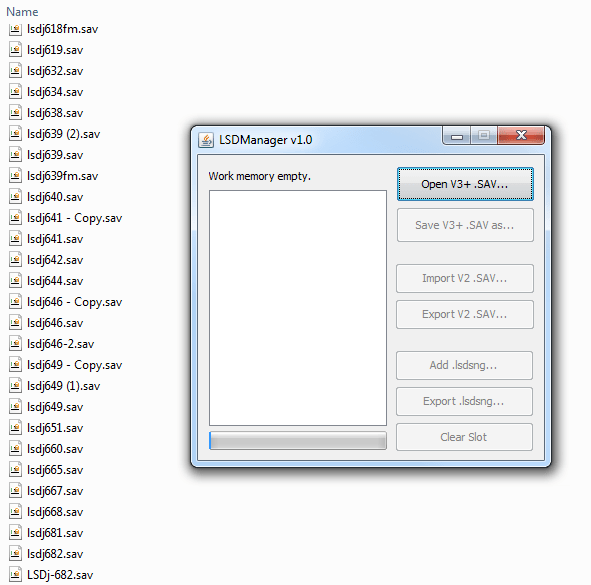 Name
lsdj618fm.sav
lsdj619.sav
lsdj632.sav
lsdj634.sav
lsdj638.sav
lsdj639 (2).sav
lsdj639.sav
lsdj639fm.sav
lsdj640.sav
lsdj641 - Copy.sav
lsdj641.sav
lsdj642.sav
lsdj644.sav
lsdj646 - Copy.sav
lsdj646.sav
lsdj646-2.sav
lsdj649 - Copy.sav
lsdj649 (1).sav
lsdj649.sav
lsdj651.sav
lsdj660.sav
lsdj665.sav
lsdj667.sav
lsdj668.sav
lsdj681.sav
lsdj682.sav
LSDj-682.sav
LSDManager v1.0
Work memory empty.
Open V3+ .SAV...
Save V3+ .SAV as...
Import V2 .SAV...
Export V2 .SAV...
Add .lsdsng...
Export .lsdsng...
Clear Slot